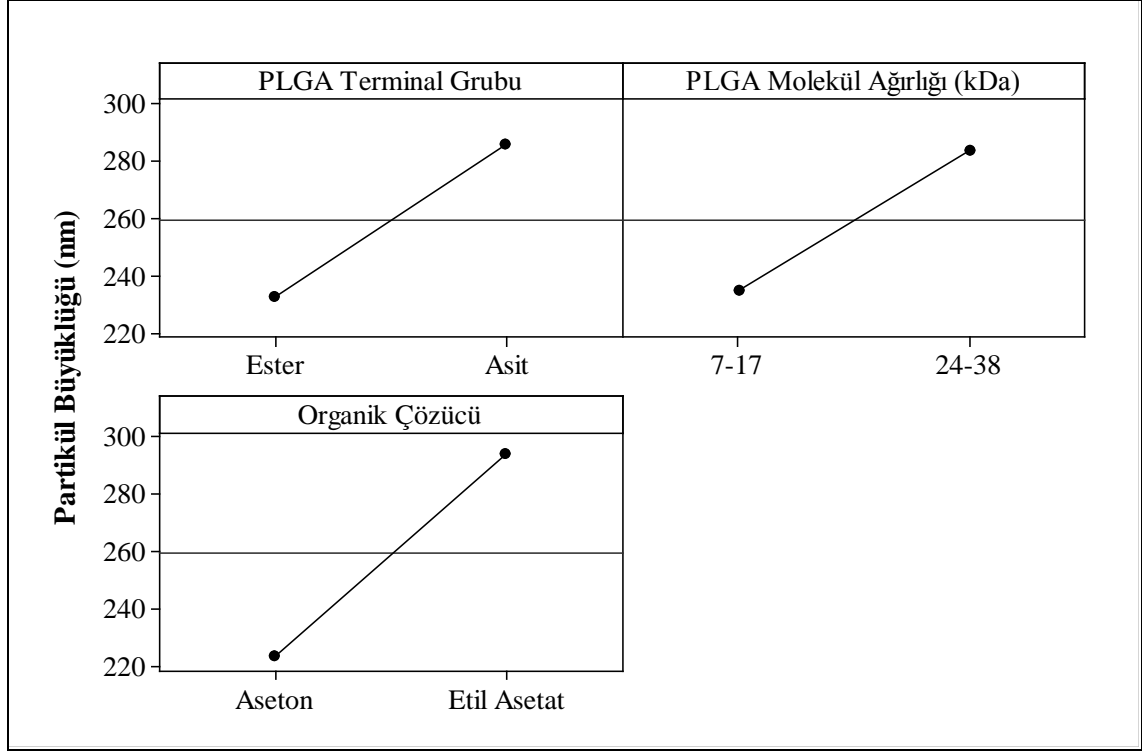 PLGA Terminal Grubu PLGA Molekül Ağırlığı (kDa)
300
280
260
240
220
Ester Asit 7-17 24-38
Organik Çözücü
300
280
260
240
220
Aseton Etil Asetat
Partikül Büyüklüğü (nm)